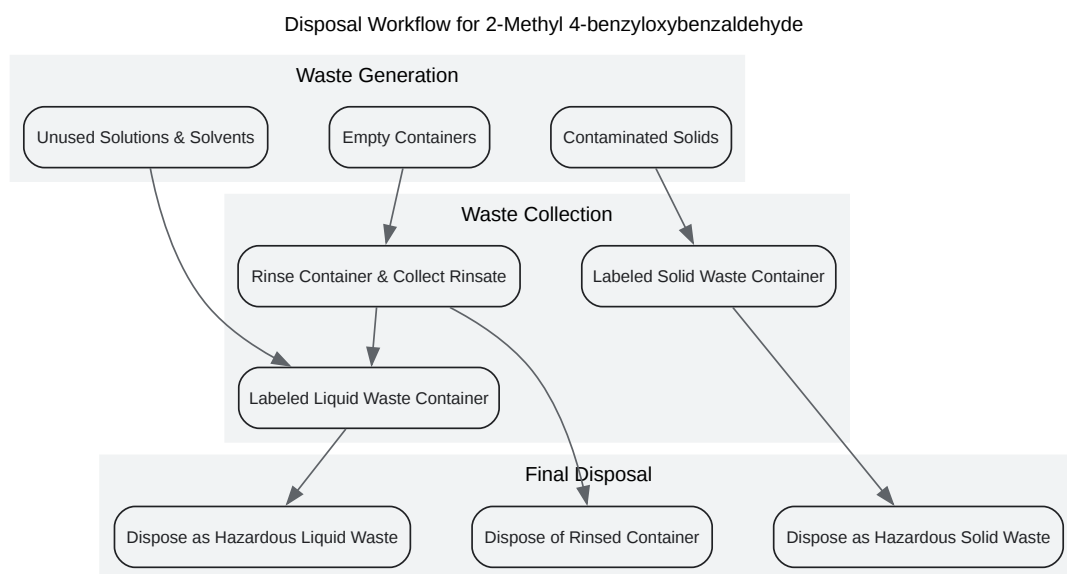 Disposal Workflow for 2-Methyl 4-benzyloxybenzaldehyde
Waste Generation
Unused Solutions & Solvents
Empty Containers
Contaminated Solids
Waste Collection
Rinse Container & Collect Rinsate
Labeled Solid Waste Container
Labeled Liquid Waste Container
Final Disposal
Dispose as Hazardous Liquid Waste
Dispose of Rinsed Container
Dispose as Hazardous Solid Waste